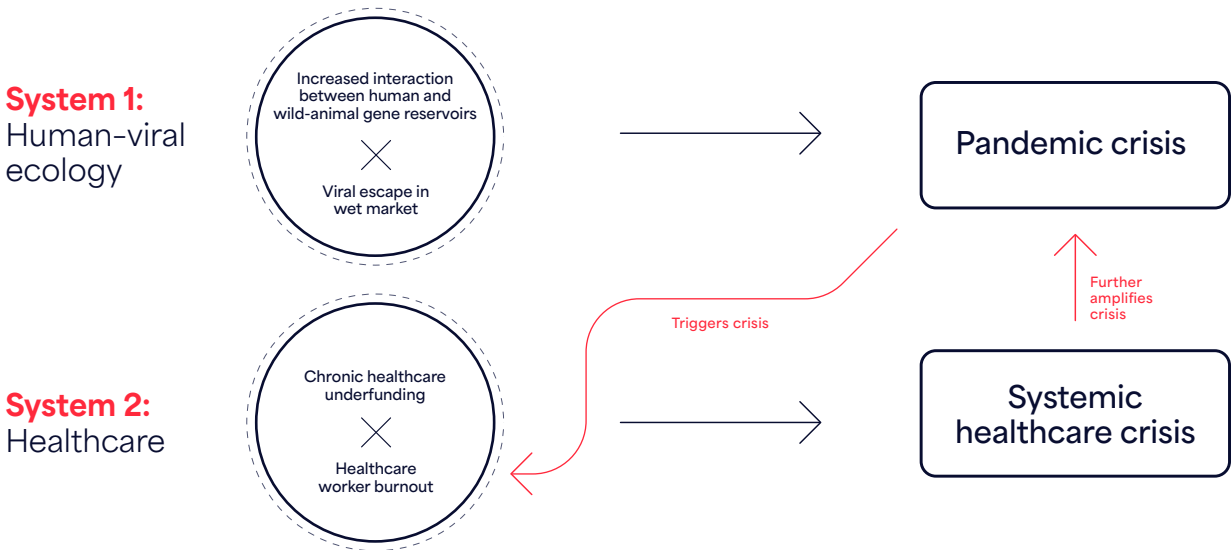 System 1:
Human–viral
ecology
Increased interaction
between human and
wild-animal gene reservoirs
Viral escape in
wet market
Pandemic crisis
Triggers crisis
Further
amplifies
crisis
System 2:
Healthcare
Chronic healthcare
underfunding
Healthcare
worker burnout
Systemic
healthcare crisis